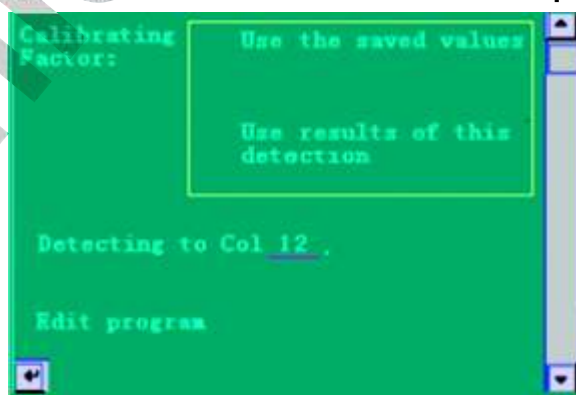 Calibrating
Factor:
Use the saved values
Use results of this
detection
Detecting to Col 12 .
Edit program